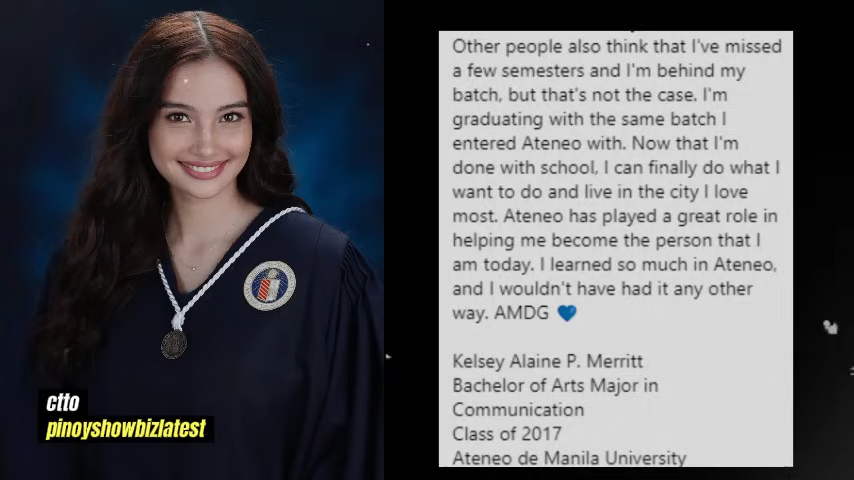 Other people also think that I've missed
a few semesters and I'm behind my
batch, but that's not the case. I'm
graduating with the same batch I
entered Ateneo with. Now that I'm
done with school, I can finally do what I
want to do and live in the city I love
most. Ateneo has played a great role in
helping me become the person that I
am today. I learned so much in Ateneo,
and I wouldn't have had it any other
way. AMDG 💙
Kelsey Alaine P. Merritt
Bachelor of Arts Major in
Communication
Class of 2017
Ateneo de Manila University
ctto
pinoyshowbizlatest